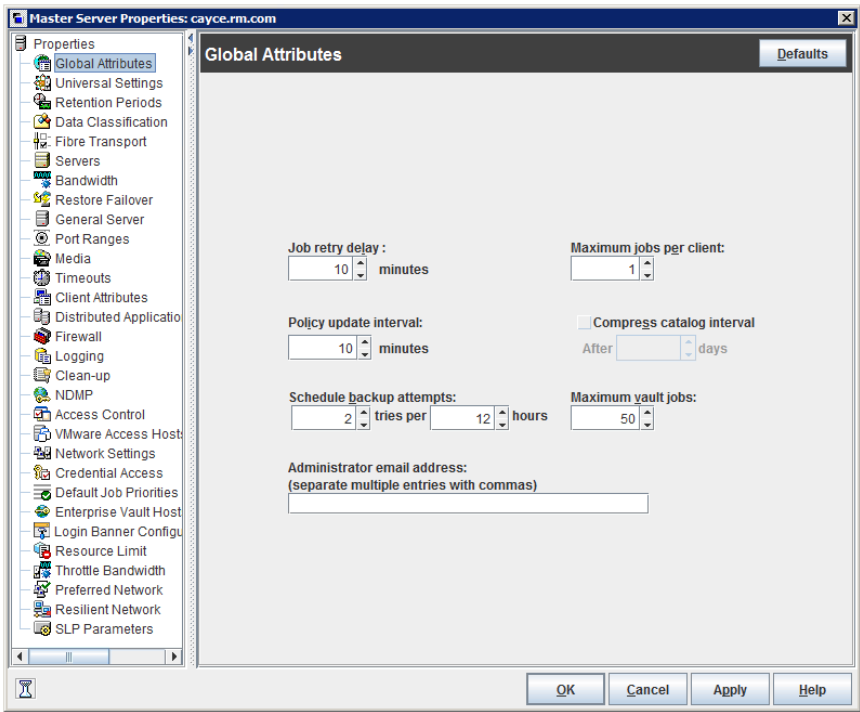 Master Server Properties: cayce.rm.com
Properties
Global Attributes
Universal Settings
Retention Periods
Data Classification
Fibre Transport
Servers
Bandwidth
Restore Failover
General Server
Port Ranges
Media
Timeouts
Client Attributes
Distributed Applicatio
Firewall
Logging
Clean-up
NDMP
Access Control
VMware Access Host
Network Settings
Credential Access
Default Job Priorities
Enterprise Vault Host
Login Banner Configu
Resource Limit
Throttle Bandwidth
Preferred Network
Resilient Network
SLP Parameters
Global Attributes
Defaults
Job retry delay :
10 minutes
Maximum jobs per client:
1
Policy update interval:
10 minutes
Compress catalog interval
After days
Schedule backup attempts:
2 tries per 12 hours
Maximum vault jobs:
50
Administrator email address:
(separate multiple entries with commas)
OK Cancel Apply Help